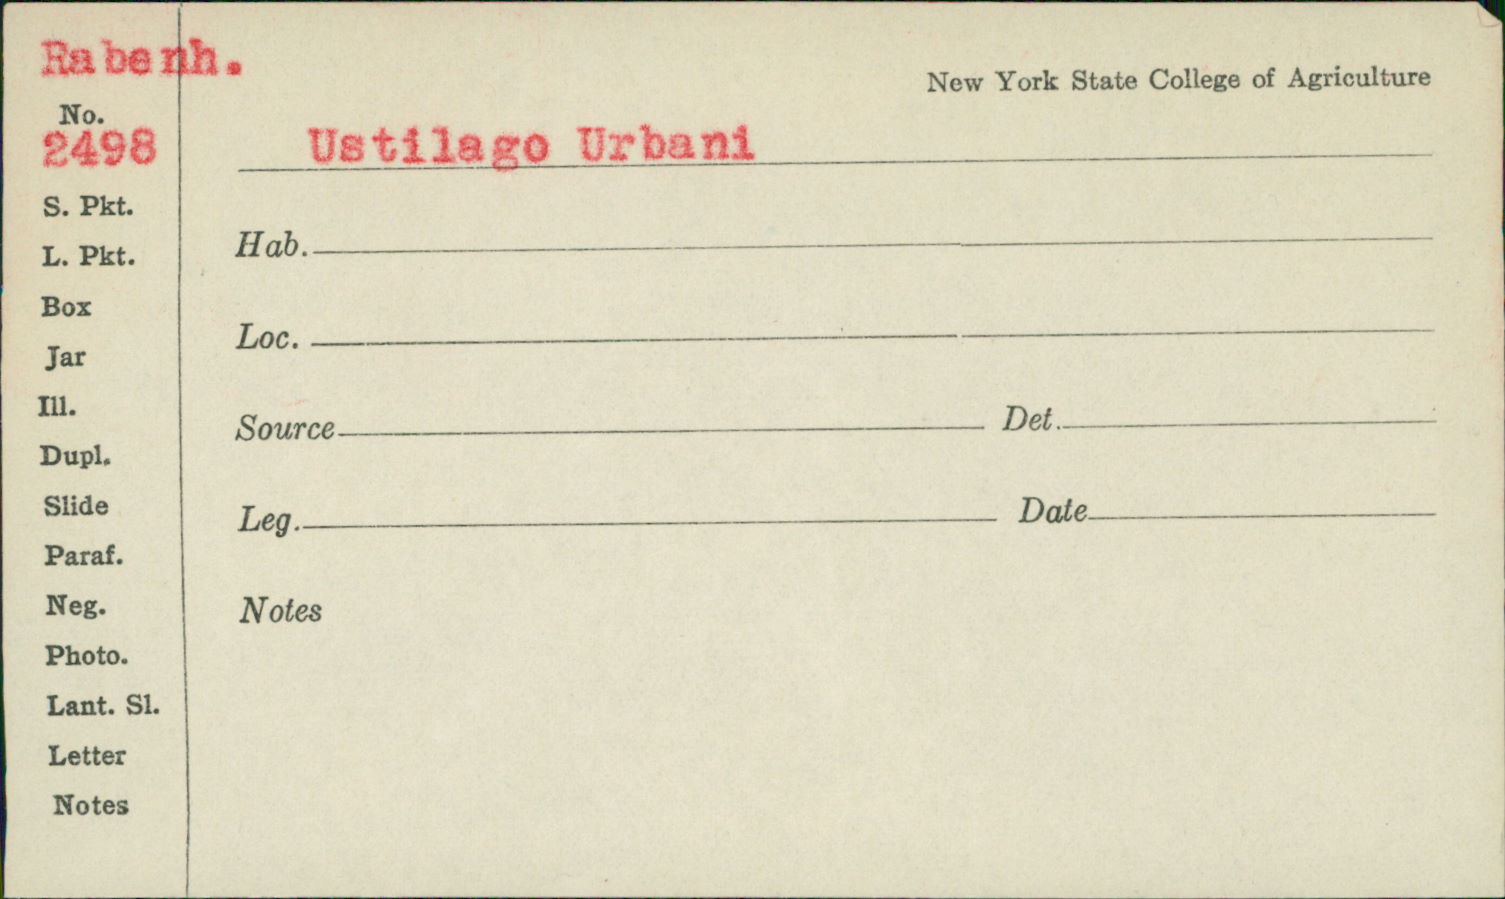 Rabenh.
New York State College of Agriculture
No.
2498
Ustilago Urbani
S. Pkt.
L. Pkt.
Box
Jar
Ill.
Dupl.
Slide
Paraf.
Neg.
Photo.
Lant. Sl.
Letter
Notes
Hab.
Loc.
Source Det.
Leg. Date
Notes